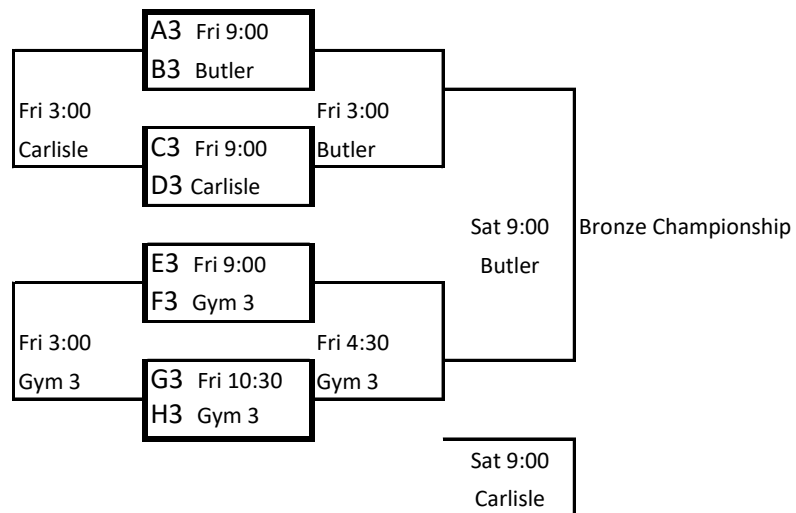 A3 Fri 9:00
B3 Butler
Fri 3:00
Carlisle
Fri 3:00
Butler
C3 Fri 9:00
D3 Carlisle
Sat 9:00
Butler
Bronze Championship
E3 Fri 9:00
F3 Gym 3
Fri 3:00
Gym 3
Fri 4:30
Gym 3
G3 Fri 10:30
H3 Gym 3
Sat 9:00
Carlisle